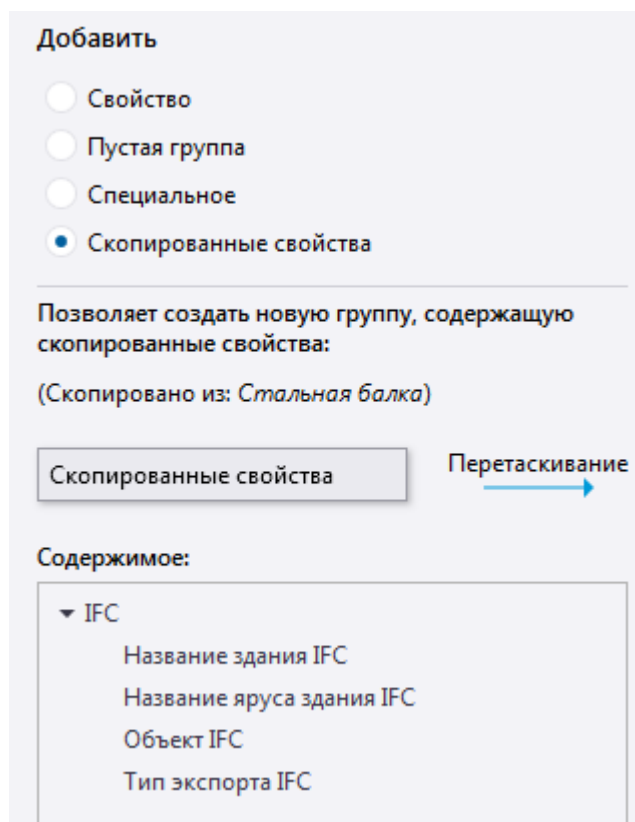 Добавить
Свойство
Пустая группа
Специальное
Скопированные свойства
Позволяет создать новую группу, содержащую
скопированные свойства:
(Скопировано из: Стальная балка)
Скопированные свойства
Перетаскивание
Содержимое:
IFC
Название здания IFC
Название яруса здания IFC
Объект IFC
Тип экспорта IFC